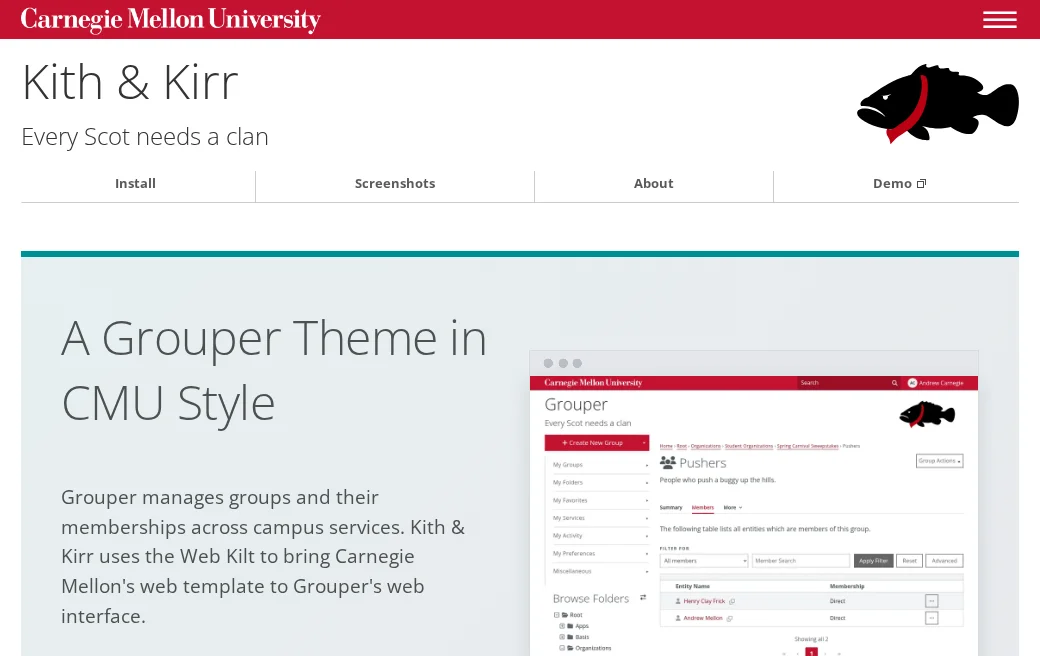 Carnegie Mellon University
Kith & Kirr
Every Scot needs a clan
Install
Screenshots
About
Demo
A Grouper Theme in
CMU Style
Grouper manages groups and their
memberships across campus services. Kith &
Kirr uses the Web Kilt to bring Carnegie
Mellon's web template to Grouper's web
interface.
Carnegie Mellon University
Search
AC
Andrew Carnegie
Grouper
Every Scot needs a clan
+ Create New Group
My Groups
My Folders
My Favorites
My Services
My Activity
My Preferences
Miscellaneous
Browse Folders
Root
Apps
Basis
Organizations
Home › Root › Organizations › Student Organizations › Spring Carnival Sweepstakes › Pushers
Pushers
Group Actions
People who push a buggy up the hills.
Summary Members More
The following table lists all entities which are members of this group.
FILTER FOR
All members
Member Search
Apply Filter
Reset
Advanced
Entity Name Membership
Henry Clay Frick Direct
Andrew Mellon Direct
Showing all 2
1